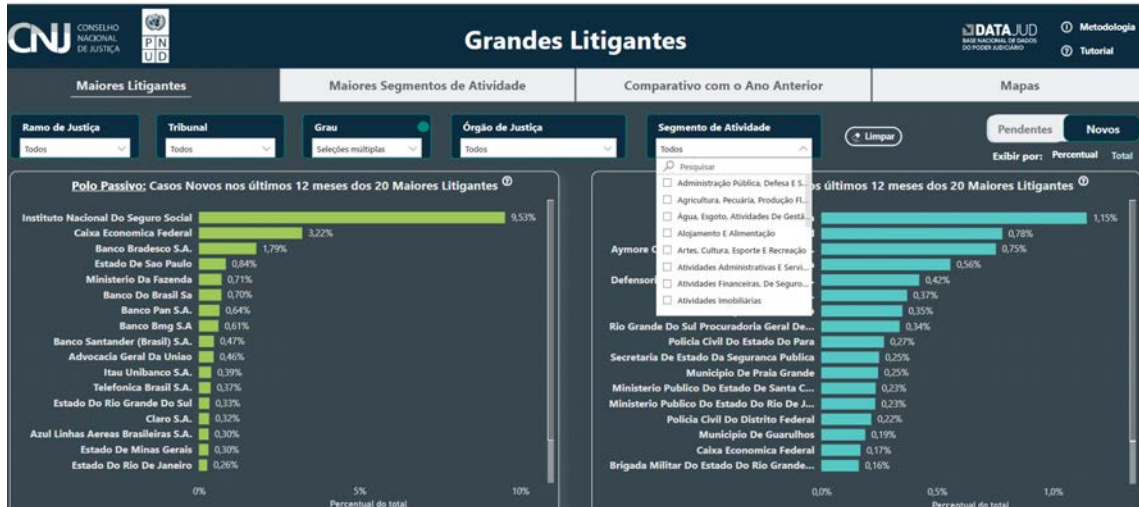 CNJ CONSELHO NACIONAL DE JUSTIÇA
PNUD
Grandes Litigantes
DATAJUD
BASE NACIONAL DE DADOS DO PODER JUDICIÁRIO
Metodologia
Tutorial
Maiores Litigantes
Maiores Segmentos de Atividade
Comparativo com o Ano Anterior
Mapas
Ramo de Justiça
Todos
Tribunal
Todos
Grau
Seleções múltiplas
Órgão de Justiça
Todos
Segmento de Atividade
Todos
Pesquisar
Administração Pública, Defesa E S...
Agricultura, Pecuária, Produção Fl...
Água, Esgoto, Atividades De Gestã...
Alojamento E Alimentação
Artes, Cultura, Esporte E Recreação
Atividades Administrativas E Servi...
Atividades Financeiras, De Seguro...
Atividades Imobiliárias
Limpar
Pendentes
Novos
Exibir por: Percentual Total
Polo Passivo: Casos Novos nos últimos 12 meses dos 20 Maiores Litigantes
Instituto Nacional Do Seguro Social 9,53%
Caixa Economica Federal 3,22%
Banco Bradesco S.A. 1,79%
Estado De Sao Paulo 0,84%
Ministerio Da Fazenda 0,71%
Banco Do Brasil Sa 0,70%
Banco Pan S.A. 0,64%
Banco Bmg S.A 0,61%
Banco Santander (Brasil) S.A. 0,47%
Advocacia Geral Da Uniao 0,46%
Itau Unibanco S.A. 0,39%
Telefonica Brasil S.A. 0,37%
Estado Do Rio Grande Do Sul 0,33%
Claro S.A. 0,32%
Azul Linhas Aereas Brasileiras S.A. 0,30%
Estado De Minas Gerais 0,30%
Estado Do Rio De Janeiro 0,26%
0% 5% 10%
Percentual do total
os últimos 12 meses dos 20 Maiores Litigantes
1,15%
0,78%
Aymore 0,75%
0,56%
Defensori 0,42%
0,37%
0,35%
Rio Grande Do Sul Procuradoria Geral De... 0,34%
Policia Civil Do Estado Do Para 0,27%
Secretaria De Estado Da Seguranca Publica 0,25%
Municipio De Praia Grande 0,25%
Ministerio Publico Do Estado De Santa C... 0,23%
Ministerio Publico Do Estado Do Rio De J... 0,23%
Policia Civil Do Distrito Federal 0,22%
Municipio De Guarulhos 0,19%
Caixa Economica Federal 0,17%
Brigada Militar Do Estado Do Rio Grande... 0,16%
0,0% 0,5% 1,0%
Percentual do total